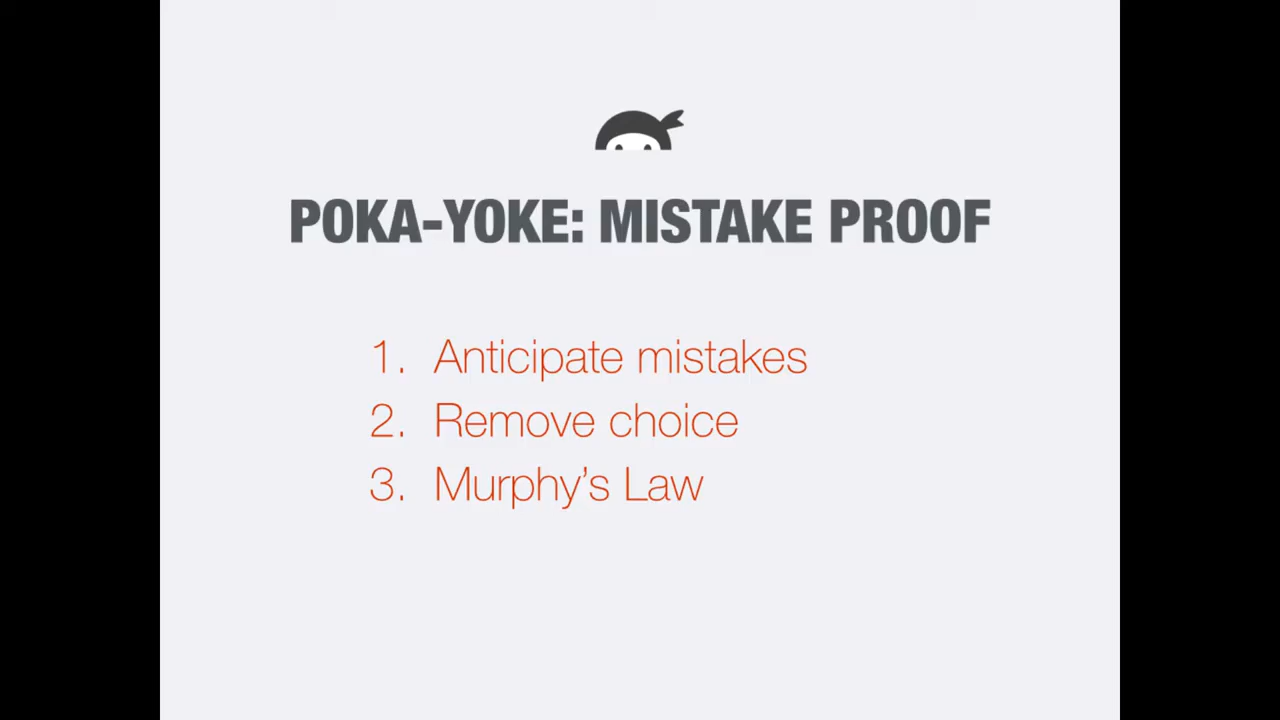 POKA-YOKE: MISTAKE PROOF
1. Anticipate mistakes
2. Remove choice
3. Murphy’s Law